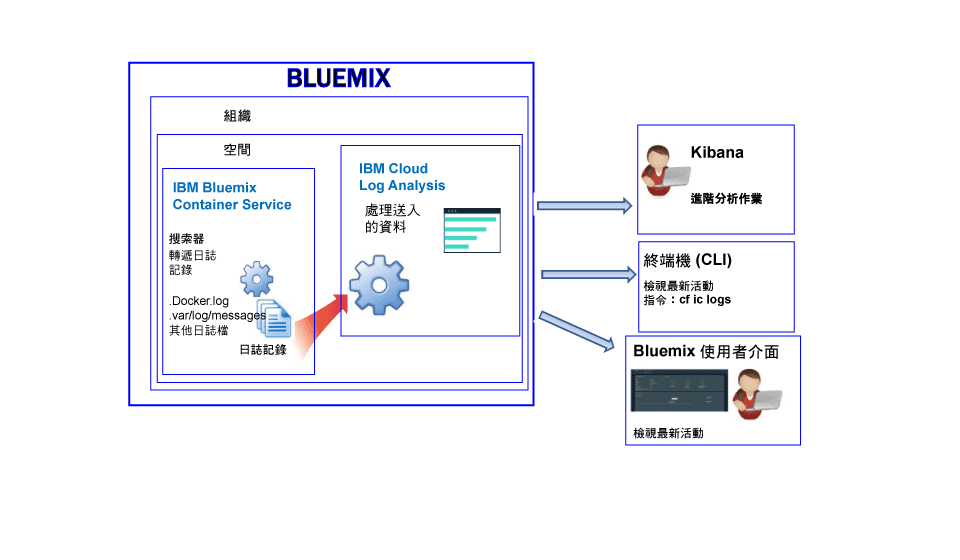 BLUEMIX
組織
空間
IBM Bluemix
Container Service
搜索器
轉遞日誌
記錄
.Docker.log
.var/log/messages
其他日誌檔
日誌記錄
IBM Cloud
Log Analysis
處理送入
的資料
Kibana
進階分析作業
終端機 (CLI)
檢視最新活動
指令：cf ic logs
Bluemix 使用者介面
檢視最新活動